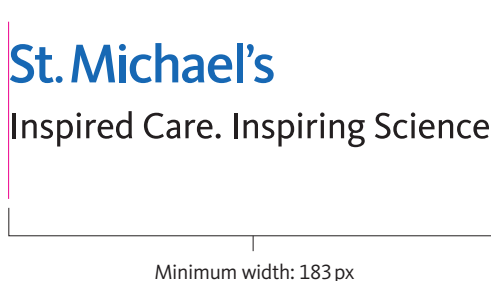 St. Michael's
Inspired Care. Inspiring Science
Minimum width: 183 px